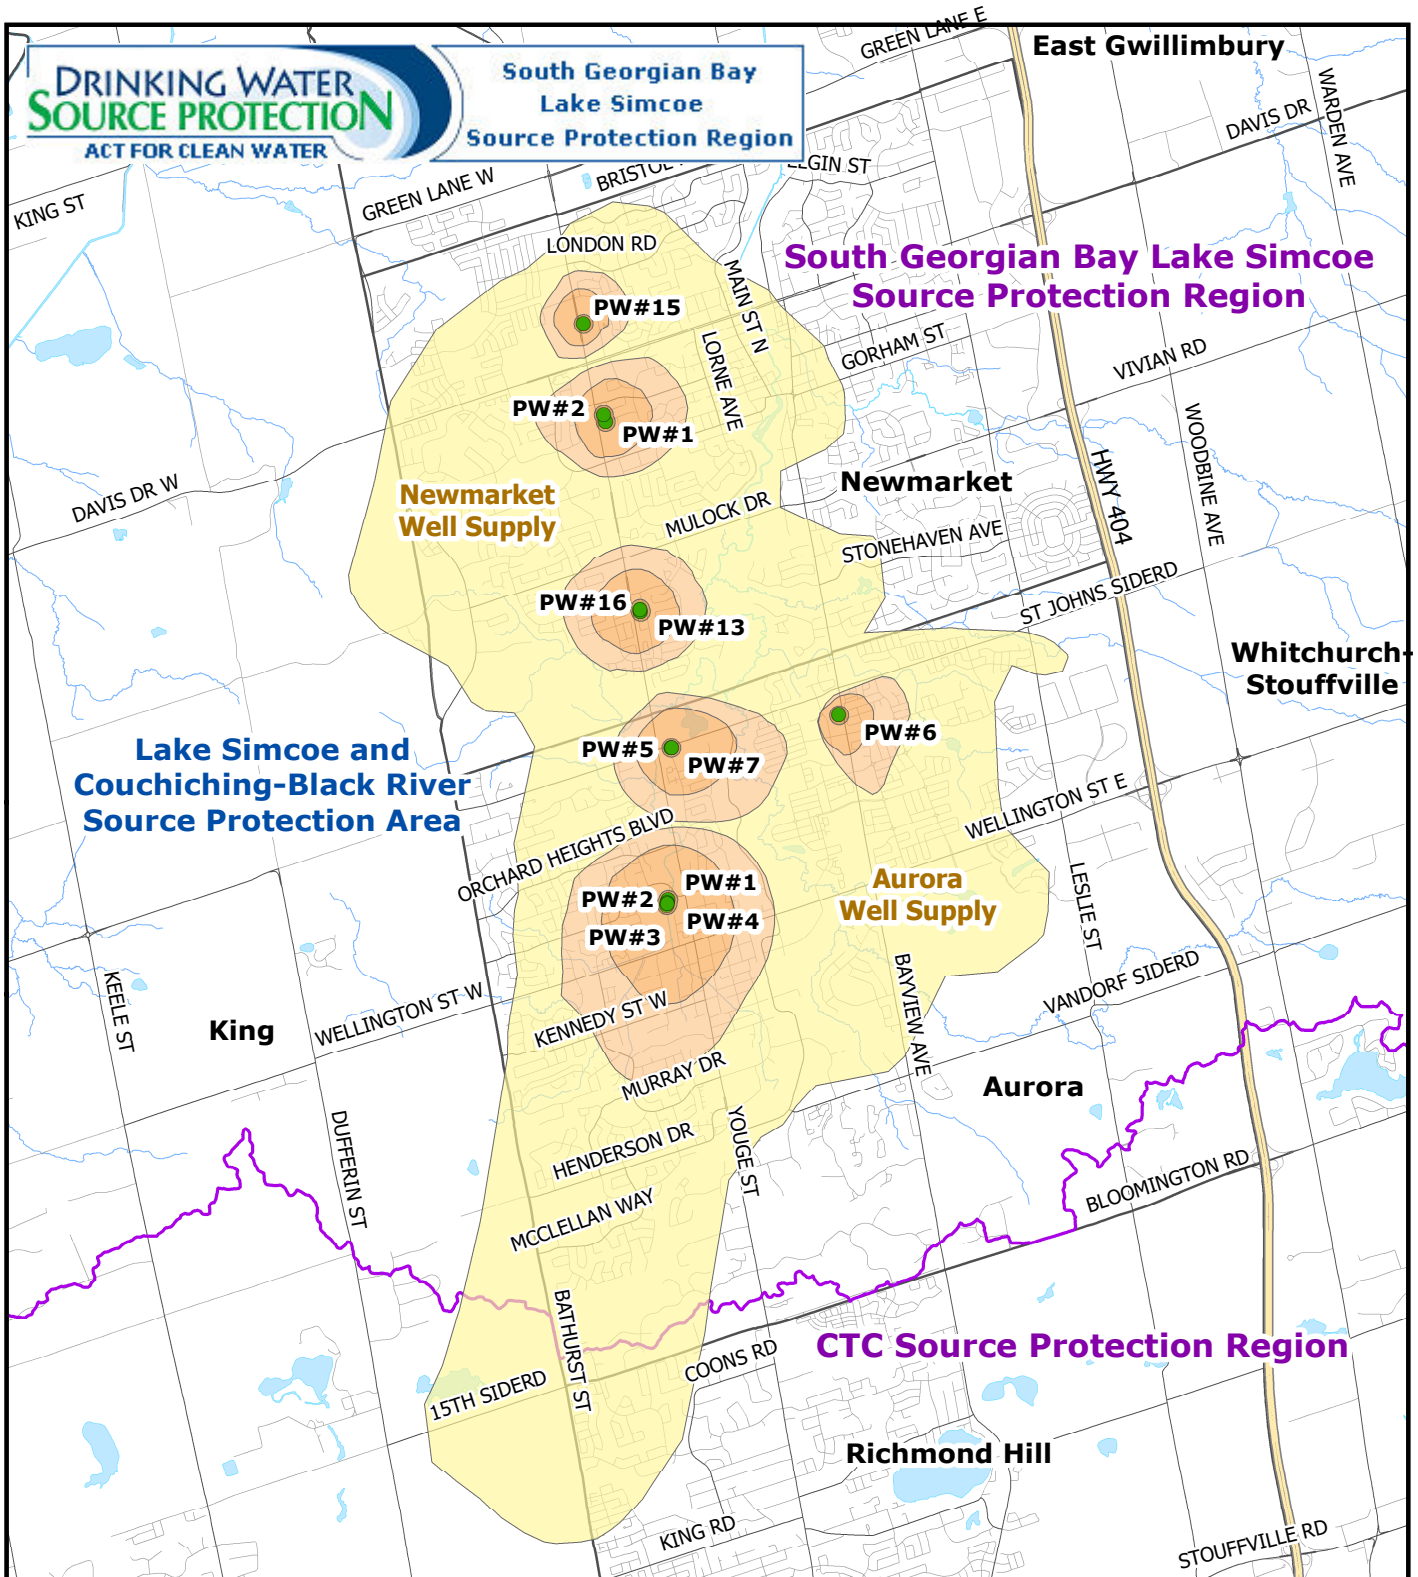 GREEN LANE E
East Gwillimbury
DRINKING WATER
SOURCE PROTECTION
ACT FOR CLEAN WATER
South Georgian Bay
Lake Simcoe
Source Protection Region
WARDEN AVE
DAVIS DR
ELGIN ST
BRISTOL
GREEN LANE W
KING ST
LONDON RD
South Georgian Bay Lake Simcoe
Source Protection Region
MAIN ST N
PW#15
GORHAM ST
VIVIAN RD
LORNE AVE
PW#2
PW#1
WOODBINE AVE
HWY 404
Newmarket
Well Supply
Newmarket
DAVIS DR W
MULOCK DR
STONEHAVEN AVE
ST JOHNS SIDERD
PW#16
PW#13
Whitchurch-
Stouffville
PW#6
PW#5
PW#7
Lake Simcoe and
Couchiching-Black River
Source Protection Area
WELLINGTON ST E
ORCHARD HEIGHTS BLVD
LESLIE ST
PW#1
PW#2
PW#4
PW#3
Aurora
Well Supply
BAYVIEW AVE
VANDORF SIDERD
KEELE ST
WELLINGTON ST W
King
KENNEDY ST W
MURRAY DR
Aurora
DUFFERIN ST
YOUGE ST
HENDERSON DR
BLOOMINGTON RD
MCCLELLAN WAY
BATHURST ST
CTC Source Protection Region
COONS RD
15TH SIDERD
Richmond Hill
KING RD
STOUFFVILLE RD